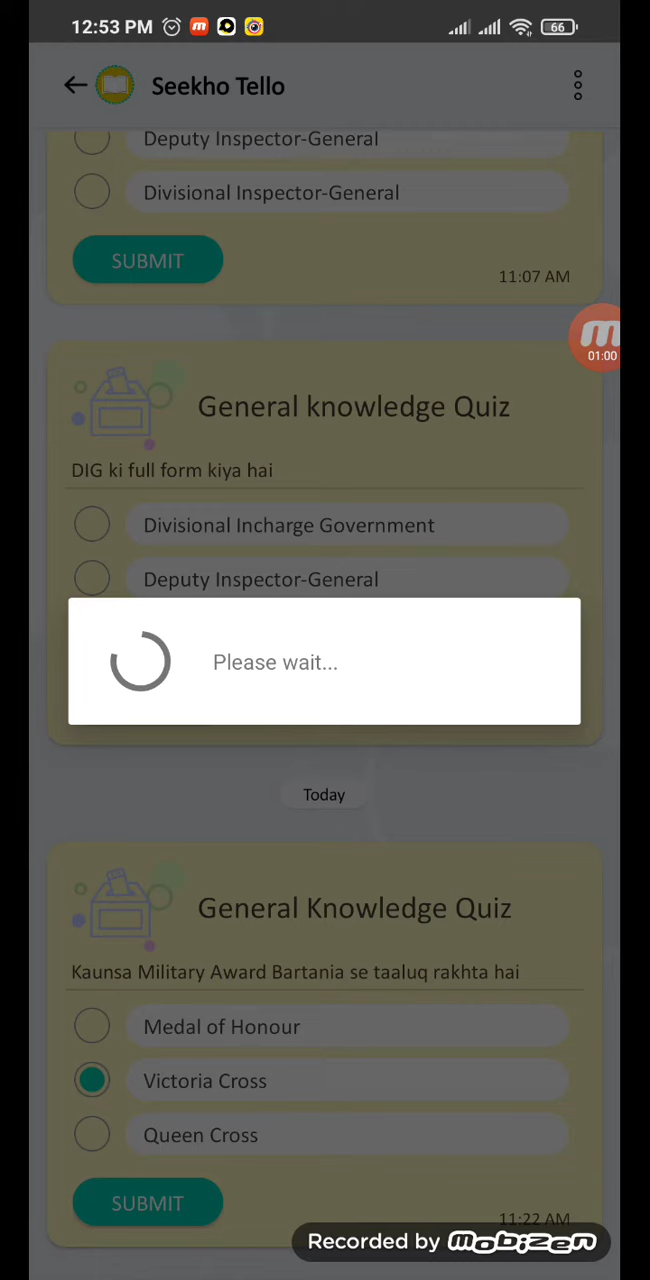 12:53 PM
66
Seekho Tello
Deputy Inspector-General
Divisional Inspector-General
SUBMIT
11:07 AM
01:00
General knowledge Quiz
DIG ki full form kiya hai
Divisional Incharge Government
Deputy Inspector-General
Please wait...
Today
General Knowledge Quiz
Kaunsa Military Award Bartania se taaluq rakhta hai
Medal of Honour
Victoria Cross
Queen Cross
SUBMIT
11:22 AM
Recorded by mobizen